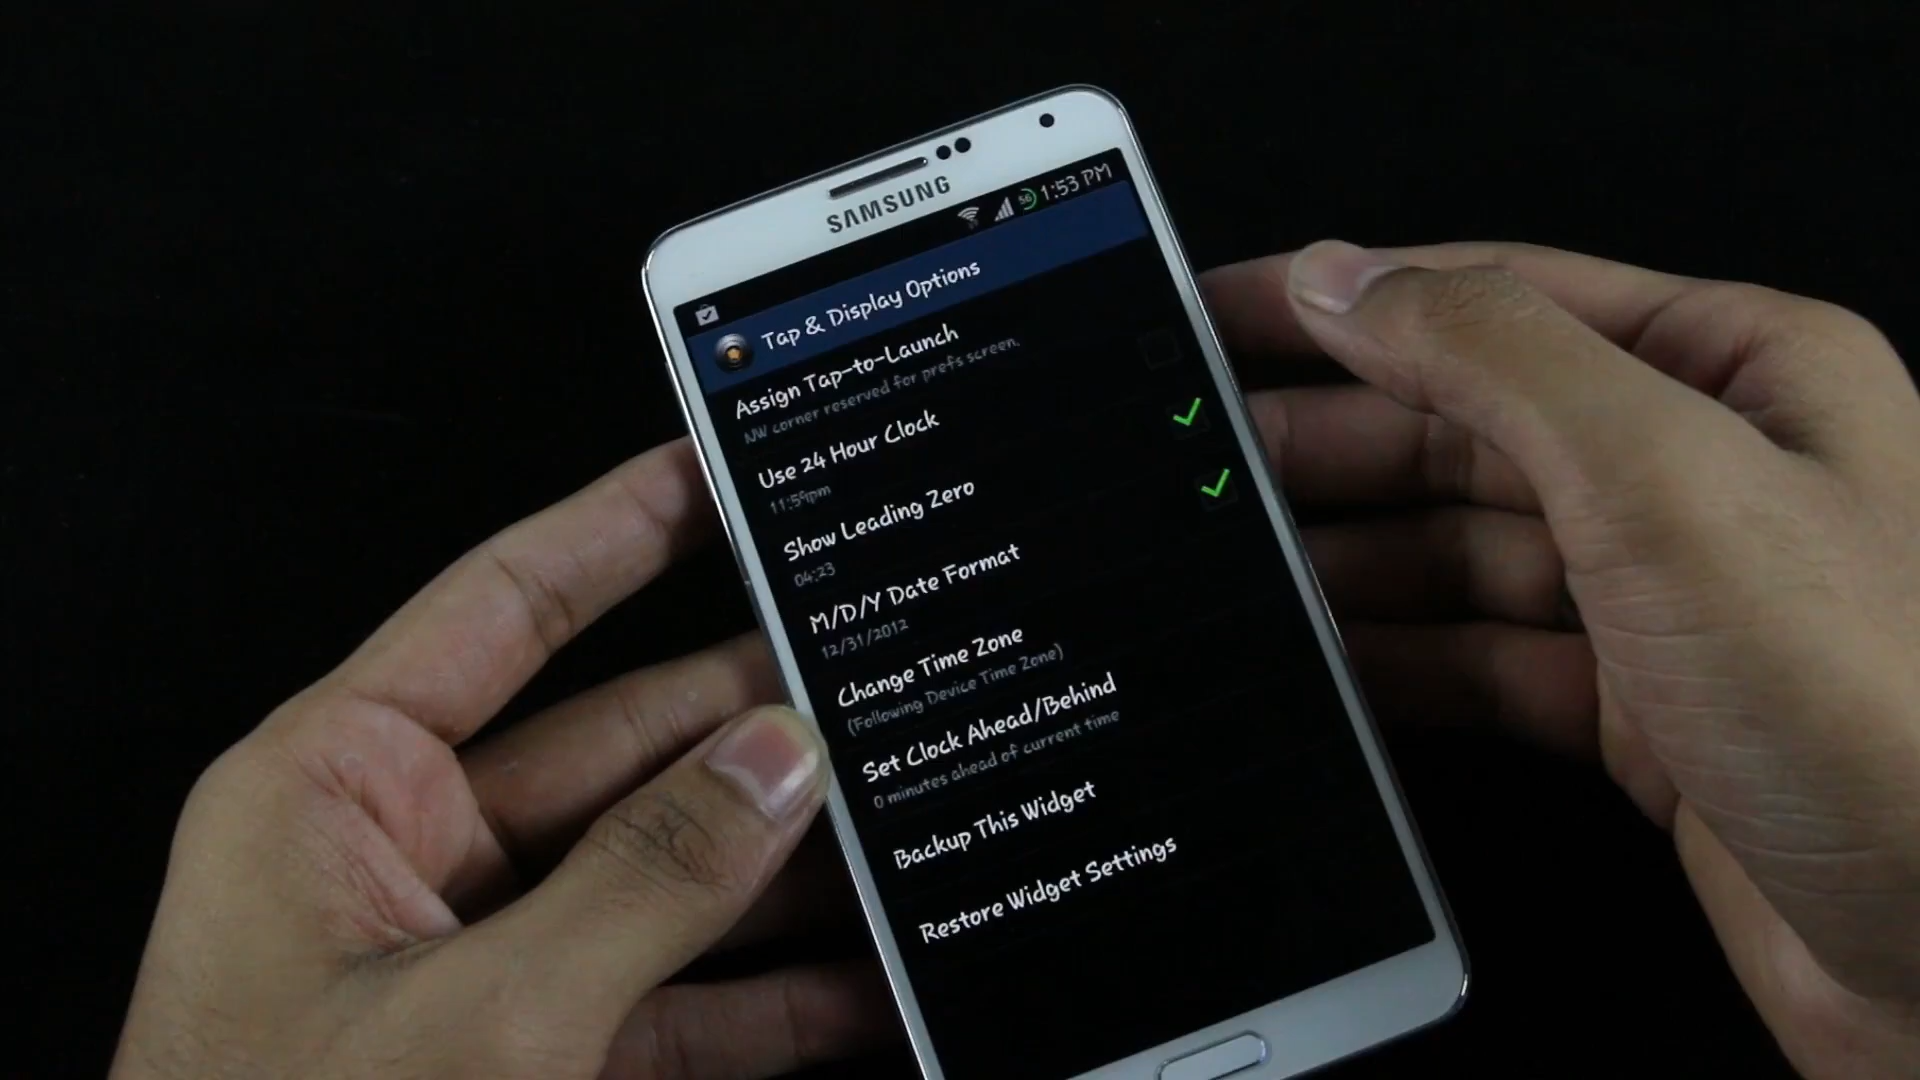 SAMSUNG
56 1:53 PM
Tap & Display Options
Assign Tap-to-Launch
NW corner reserved for prefs screen.
Use 24 Hour Clock
11:59pm
Show Leading Zero
04:23
M/D/Y Date Format
12/31/2012
Change Time Zone
(Following Device Time Zone)
Set Clock Ahead/Behind
0 minutes ahead of current time
Backup This Widget
Restore Widget Settings